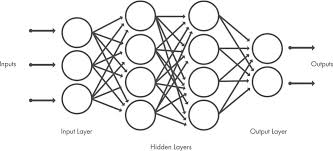 Inputs
Outputs
Input Layer
Output Layer
Hidden Layers